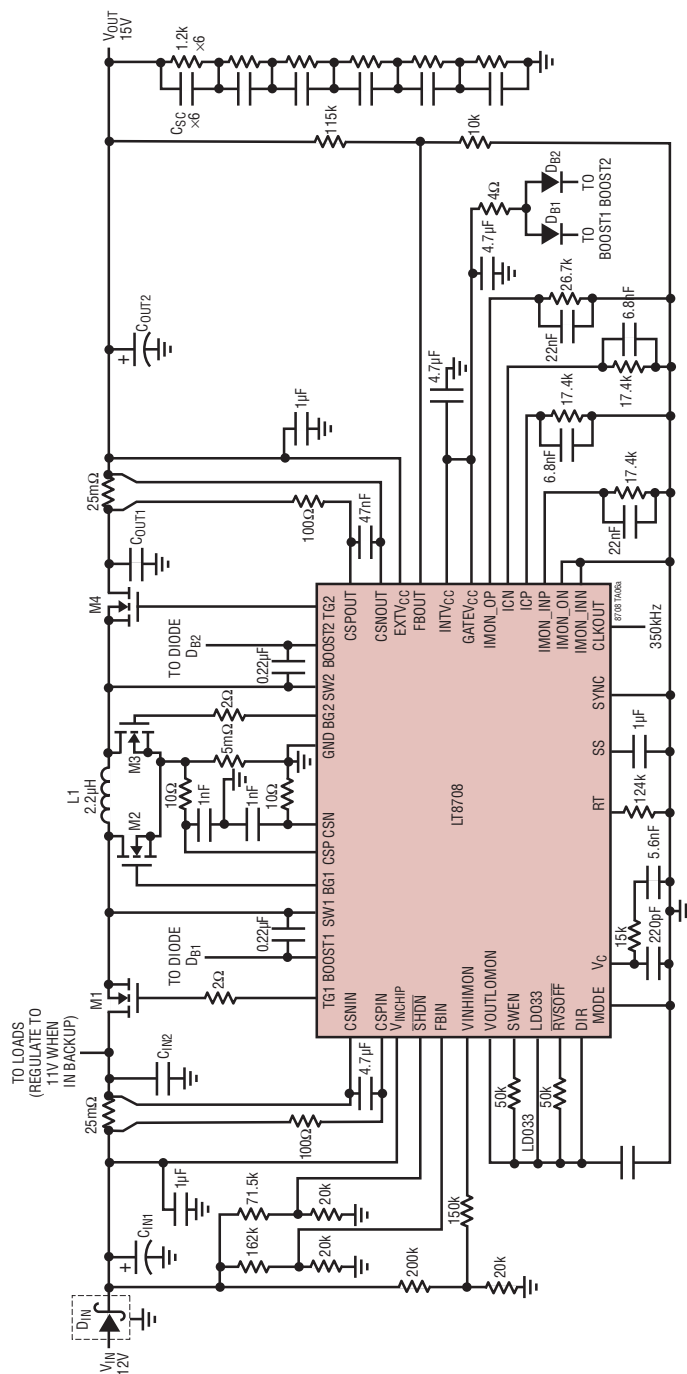 VIN
12V
DIN
CIN1
+
1µF
25mΩ
CIN2
TO LOADS
(REGULATE TO
11V WHEN
IN BACKUP)
M1
M2
L1
2.2µH
M3
M4
COUT1
25mΩ
COUT2
+
VOUT
15V
CSC
×6
1.2k
×6
115k
10k
100Ω
4.7µF
2Ω
TO DIODE
DB1
0.22µF
10Ω
1nF
1nF
10Ω
5mΩ
2Ω
TO DIODE
DB2
0.22µF
100Ω
47nF
1µF
162k
71.5k
20k
20k
200k
150k
20k
50k
LDO33
50k
TG1
BOOST1
SW1
BG1
CSP
CSN
GND
BG2
SW2
BOOST2
TG2
CSNIN
CSPIN
VINCHIP
SHDN
FBIN
VINHIMON
VOUTLOMON
SWEN
LDO33
RVSOFF
DIR
MODE
VC
RT
SS
SYNC
CLKOUT
LT8708
CSPOUT
CSNOUT
EXTVCC
FBOUT
INTVCC
GATEVCC
IMON_OP
ICN
ICP
IMON_INP
IMON_ON
IMON_INN
8708 TA06a
4.7µF
4.7µF
4Ω
DB1
DB2
TO
BOOST1
TO
BOOST2
22nF
26.7k
6.8nF
17.4k
6.8nF
17.4k
22nF
17.4k
15k
220pF
5.6nF
124k
1µF
350kHz